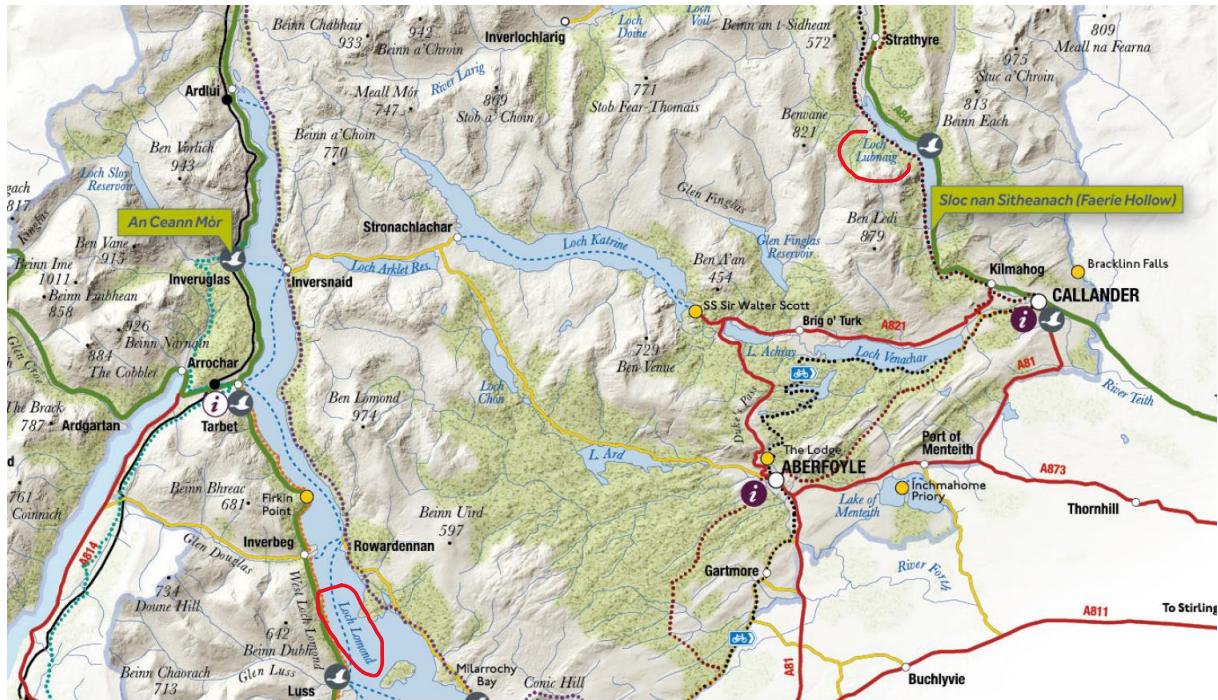 Beinn Chabhair
933
942
Beinn a'Chroin
Inverlochlarig
Loch
Doine
Loch
Voil
Beinn an t-Sidhean
572
Strathyre
809
Meall na Fearna
975
Stuc a'Chroin
Ardlui
River Larig
Meall Mór
747
869
Stob a' Choin
771
Stob Fear-Thomais
Benvane
821
A84
813
Beinn Each
Beinn a'Choin
770
Ben Vorlich
943
Loch Sloy
Reservoir
Loch
Lubnaig
Glen Finglas
817
Kinglas
An Ceann Mòr
Sloc nan Sitheanach (Faerie Hollow)
Ben Ledi
879
Stronachlachar
Loch Katrine
Glen Finglas
Reservoir
Ben Vane
915
Beinn Ime
1011
Beinn Luibhean
858
Inveruglas
Inversnaid
Loch Arklet Res.
Ben A'an
454
Kilmahog
Bracklinn Falls
CALLANDER
SS Sir Walter Scott
Brig o' Turk
A821
926
Beinn Narnain
884
The Cobbler
Arrochar
729
Ben Venue
L. Achray
Loch Venachar
A81
River Teith
Loch
Chon
Ben Lomond
974
Duke's Pass
The Brack
787
Ardgartan
Tarbet
The Lodge
ABERFOYLE
Port of
Menteith
L. Ard
A873
761
Coinnich
Beinn Bhreac
681
Firkin
Point
Beinn Uird
597
Lake of
Menteith
Inchmahome
Priory
Thornhill
A814
Glen Douglas
Inverbeg
Rowardennan
Gartmore
River Forth
734
Doune Hill
West Loch Lomond
Loch Lomond
A811
To Stirling
642
Beinn Dubh
Glen Luss
Beinn Chaorach
713
Luss
Milarrochy
Bay
Conic Hill
A81
Buchlyvie